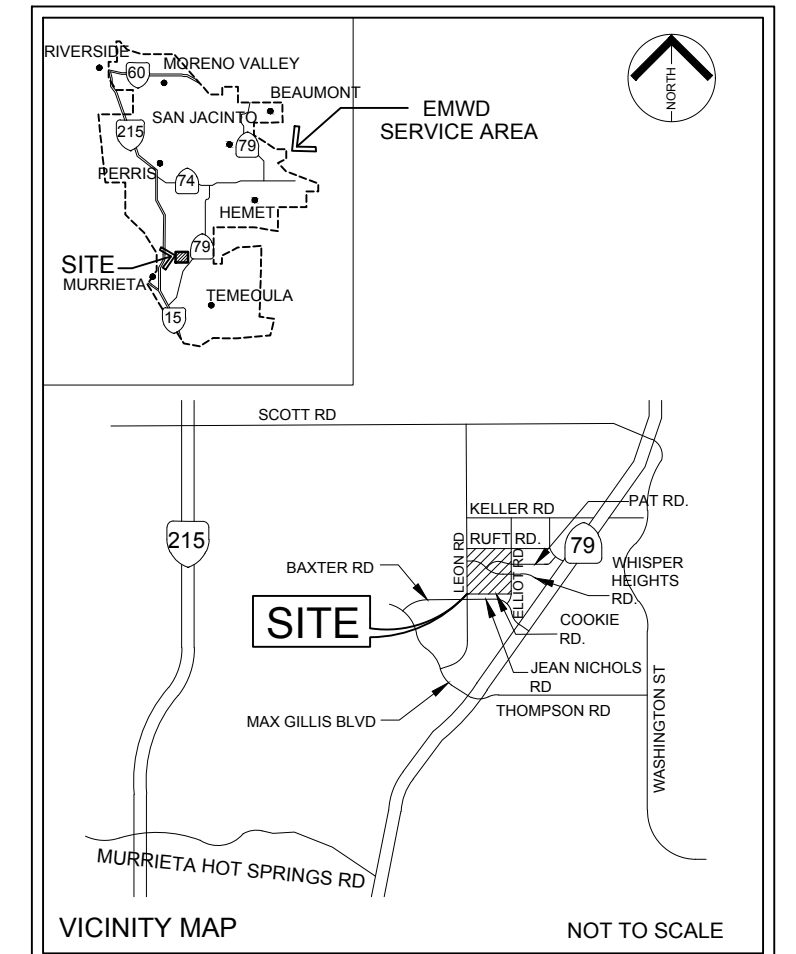 RIVERSIDE
60
MORENO VALLEY
BEAUMONT
SAN JACINTO
EMWD
SERVICE AREA
215
79
PERRIS
74
HEMET
79
SITE
MURRIETA
TEMECULA
15
NORTH
SCOTT RD
KELLER RD
PAT RD.
215
LEON RD
RUFT RD.
79
BAXTER RD
ELLIOT RD
WHISPER
HEIGHTS
RD.
SITE
COOKIE
RD.
JEAN NICHOLS
RD
MAX GILLIS BLVD
THOMPSON RD
WASHINGTON ST
MURRIETA HOT SPRINGS RD
VICINITY MAP
NOT TO SCALE